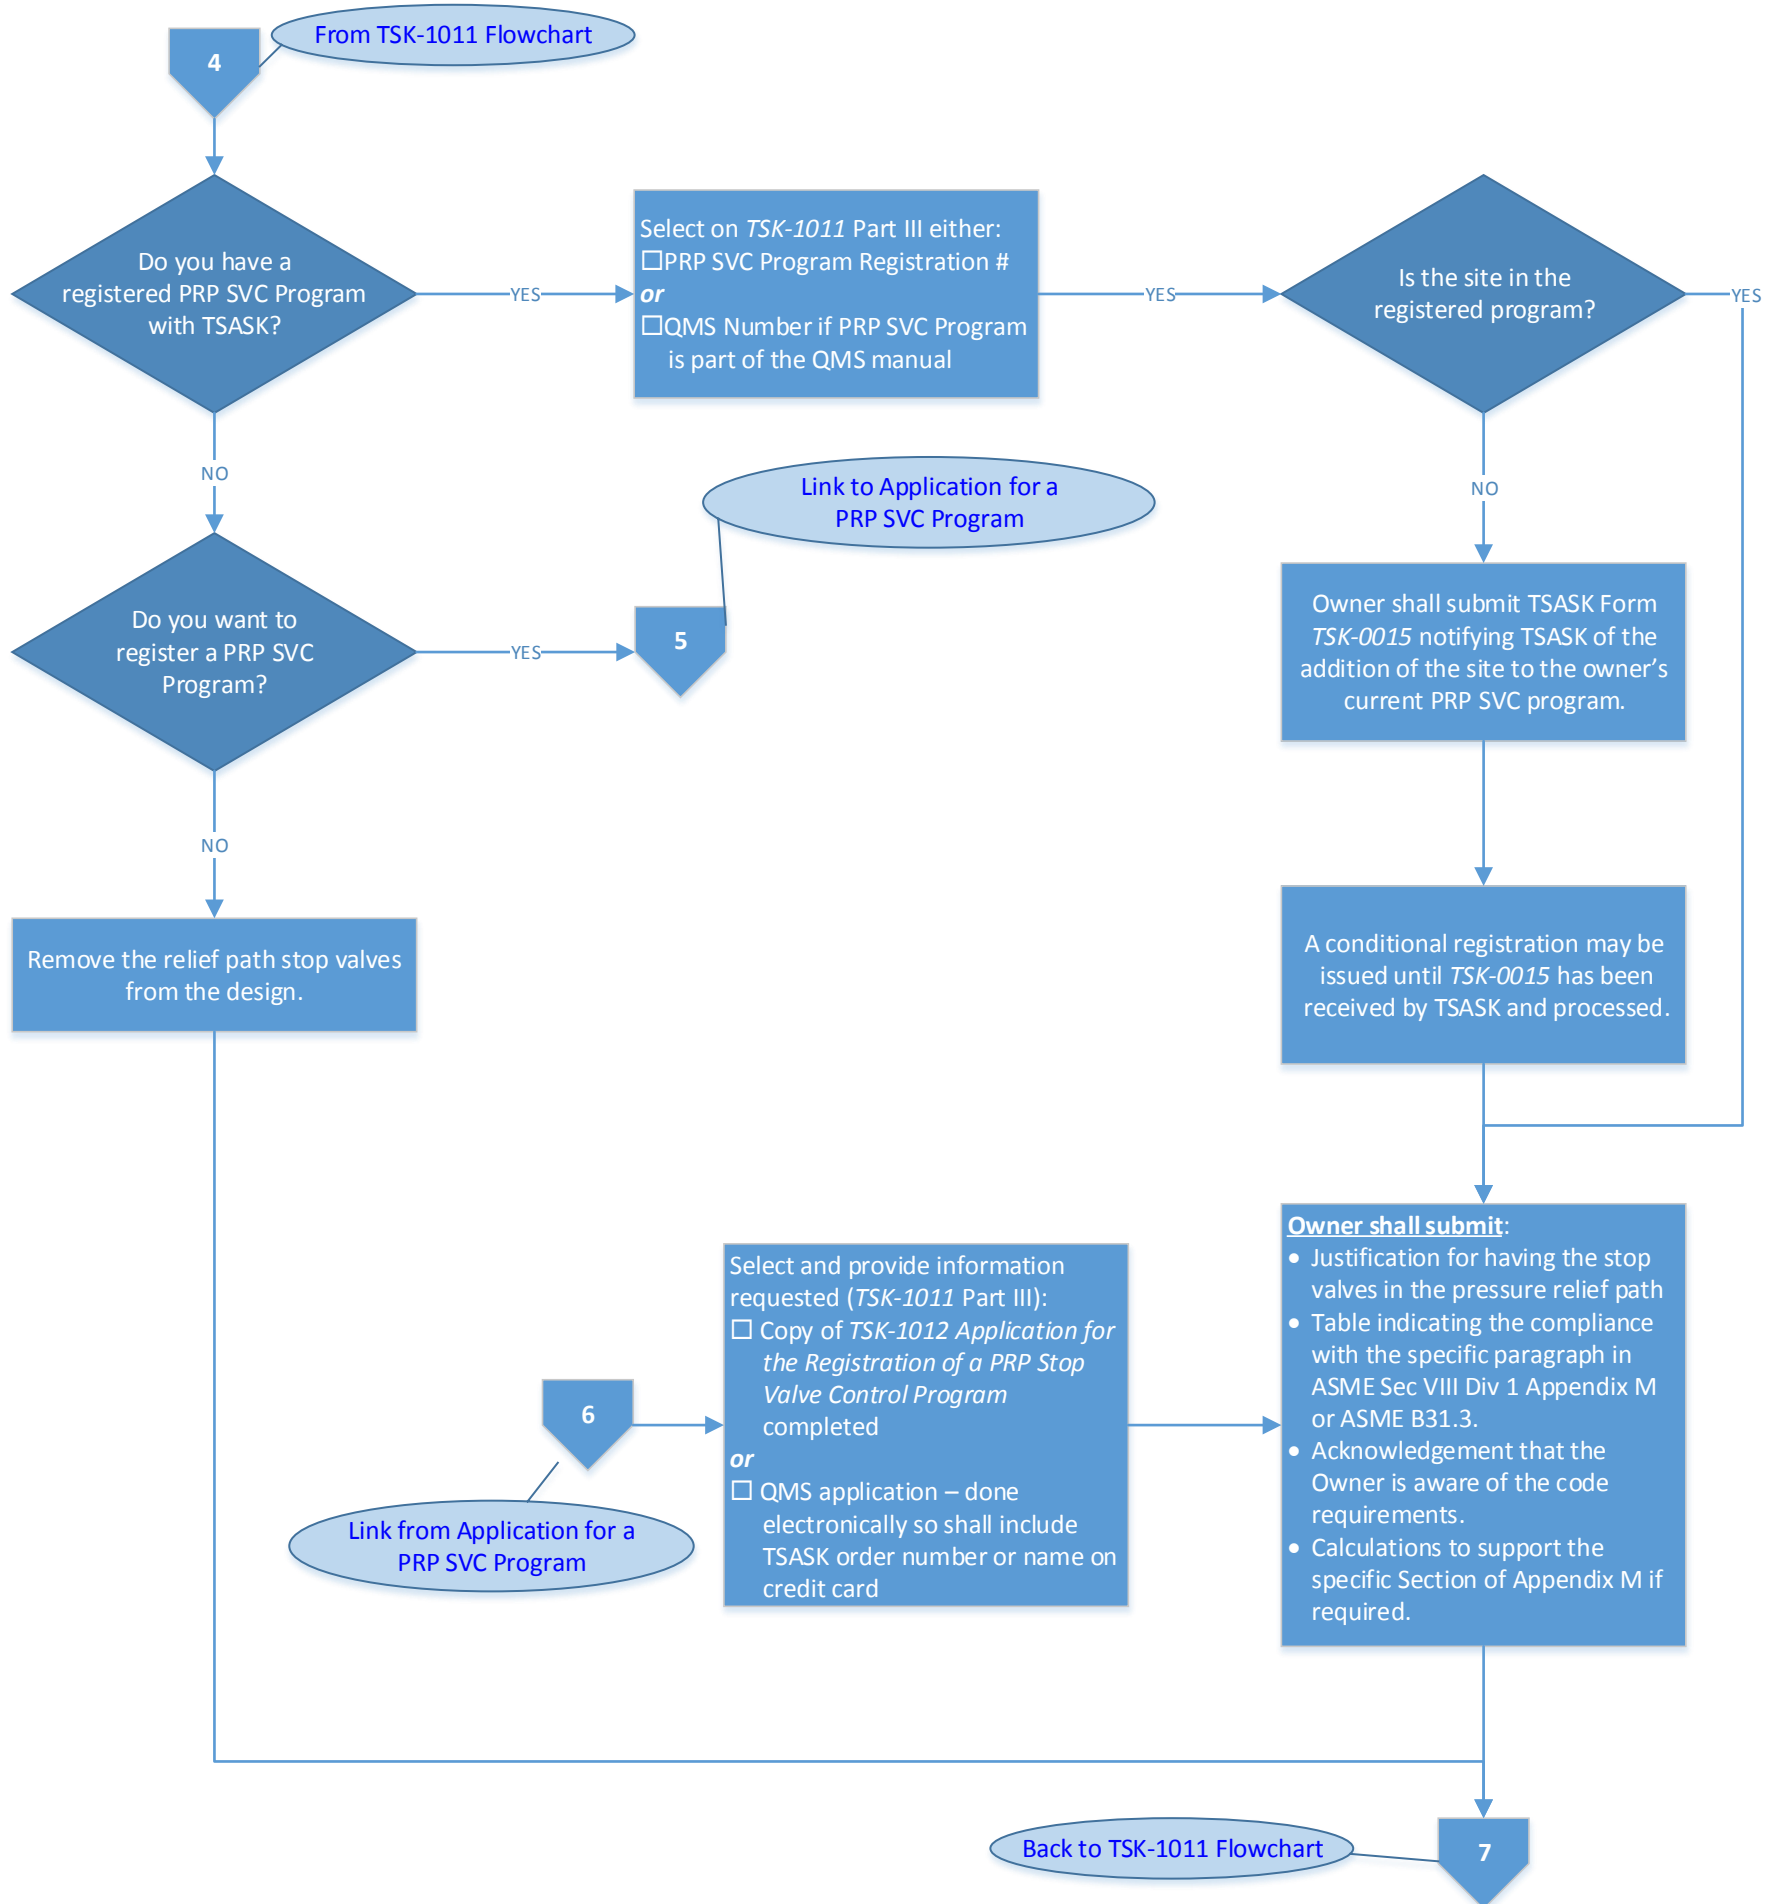 From TSK-1011 Flowchart
4
Do you have a
registered PRP SVC Program
with TSASK?
YES
Select on TSK-1011 Part III either:
☐PRP SVC Program Registration #
or
☐QMS Number if PRP SVC Program
is part of the QMS manual
YES
Is the site in the
registered program?
YES
NO
NO
Link to Application for a
PRP SVC Program
Do you want to
register a PRP SVC
Program?
YES
5
Owner shall submit TSASK Form
TSK-0015 notifying TSASK of the
addition of the site to the owner’s
current PRP SVC program.
NO
Remove the relief path stop valves
from the design.
A conditional registration may be
issued until TSK-0015 has been
received by TSASK and processed.
6
Link from Application for a
PRP SVC Program
Select and provide information
requested (TSK-1011 Part III):
☐ Copy of TSK-1012 Application for
the Registration of a PRP Stop
Valve Control Program
completed
or
☐ QMS application – done
electronically so shall include
TSASK order number or name on
credit card
Owner shall submit:
• Justification for having the stop
valves in the pressure relief path
• Table indicating the compliance
with the specific paragraph in
ASME Sec VIII Div 1 Appendix M
or ASME B31.3.
• Acknowledgement that the
Owner is aware of the code
requirements.
• Calculations to support the
specific Section of Appendix M if
required.
Back to TSK-1011 Flowchart
7